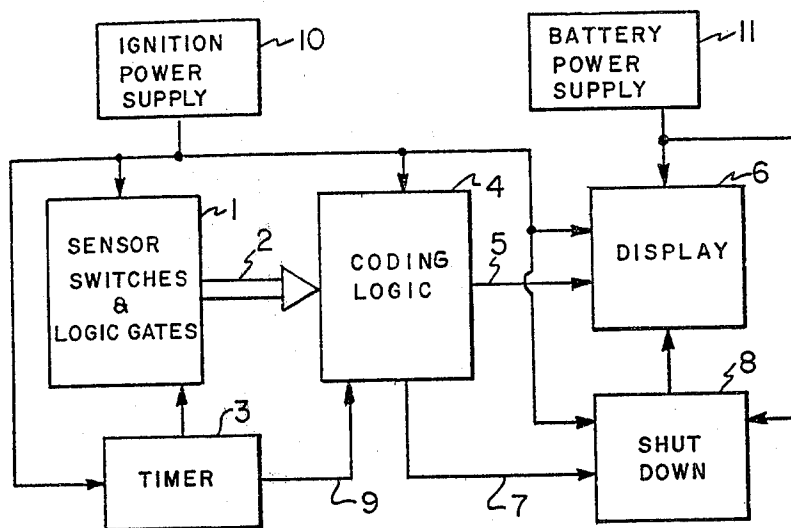 IGNITION
POWER
SUPPLY
10
BATTERY
POWER
SUPPLY
11
SENSOR
SWITCHES
&
LOGIC GATES
1
2
CODING
LOGIC
4
5
DISPLAY
6
TIMER
3
9
7
SHUT
DOWN
8